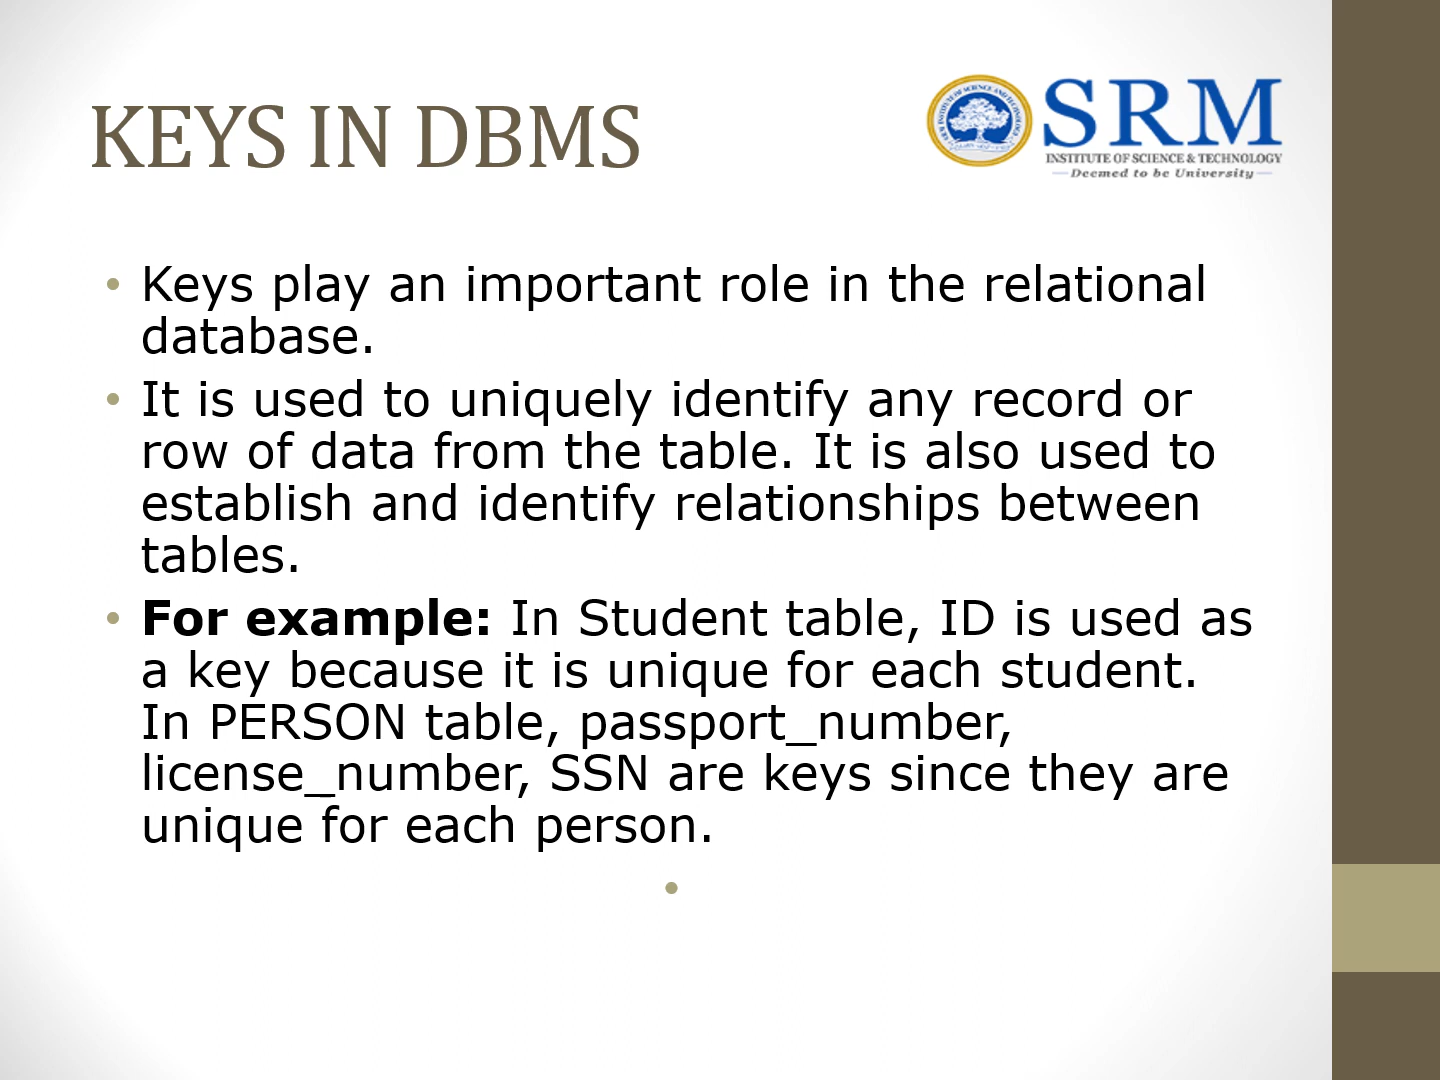 KEYS IN DBMS
SRM
INSTITUTE OF SCIENCE & TECHNOLOGY
Deemed to be University
• Keys play an important role in the relational
database.
• It is used to uniquely identify any record or
row of data from the table. It is also used to
establish and identify relationships between
tables.
• For example: In Student table, ID is used as
a key because it is unique for each student.
In PERSON table, passport_number,
license_number, SSN are keys since they are
unique for each person.
•